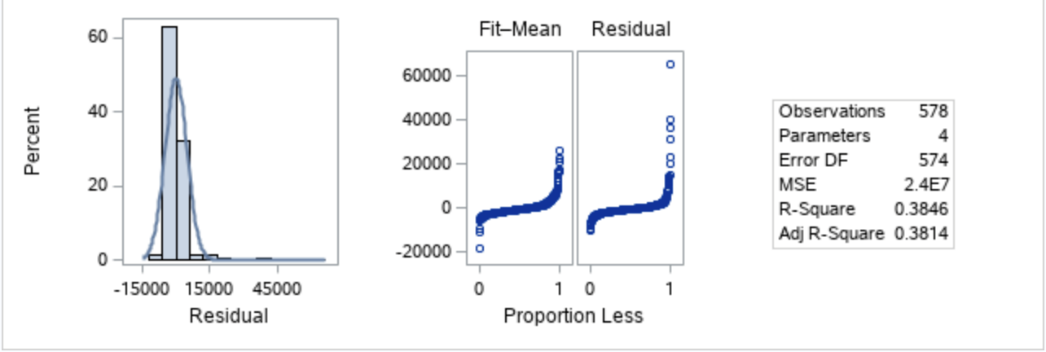 Percent
60
40
20
0
-15000 15000 45000
Residual
Fit–Mean Residual
60000
40000
20000
0
-20000
0 1 0 1
Proportion Less
Observations 578
Parameters 4
Error DF 574
MSE 2.4E7
R-Square 0.3846
Adj R-Square 0.3814